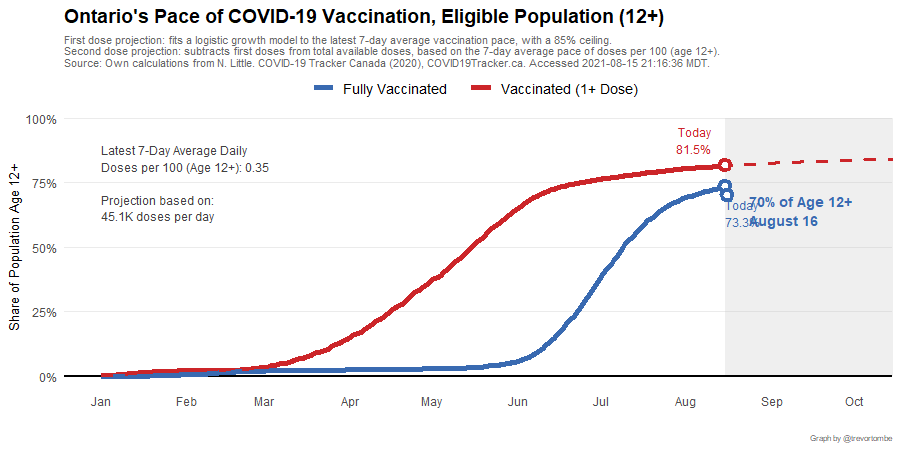 Ontario's Pace of COVID-19 Vaccination, Eligible Population (12+)
First dose projection: fits a logistic growth model to the latest 7-day average vaccination pace, with a 85% ceiling.
Second dose projection: subtracts first doses from total available doses, based on the 7-day average pace of doses per 100 (age 12+).
Source: Own calculations from N. Little. COVID-19 Tracker Canada (2020), COVID19Tracker.ca. Accessed 2021-08-15 21:16:36 MDT.
Fully Vaccinated
Vaccinated (1+ Dose)
Share of Population Age 12+
100%
75%
50%
25%
0%
Latest 7-Day Average Daily
Doses per 100 (Age 12+): 0.35
Projection based on:
45.1K doses per day
Today
81.5%
Today
73.3%
70% of Age 12+
August 16
Jan
Feb
Mar
Apr
May
Jun
Jul
Aug
Sep
Oct
Graph by @trevortombe